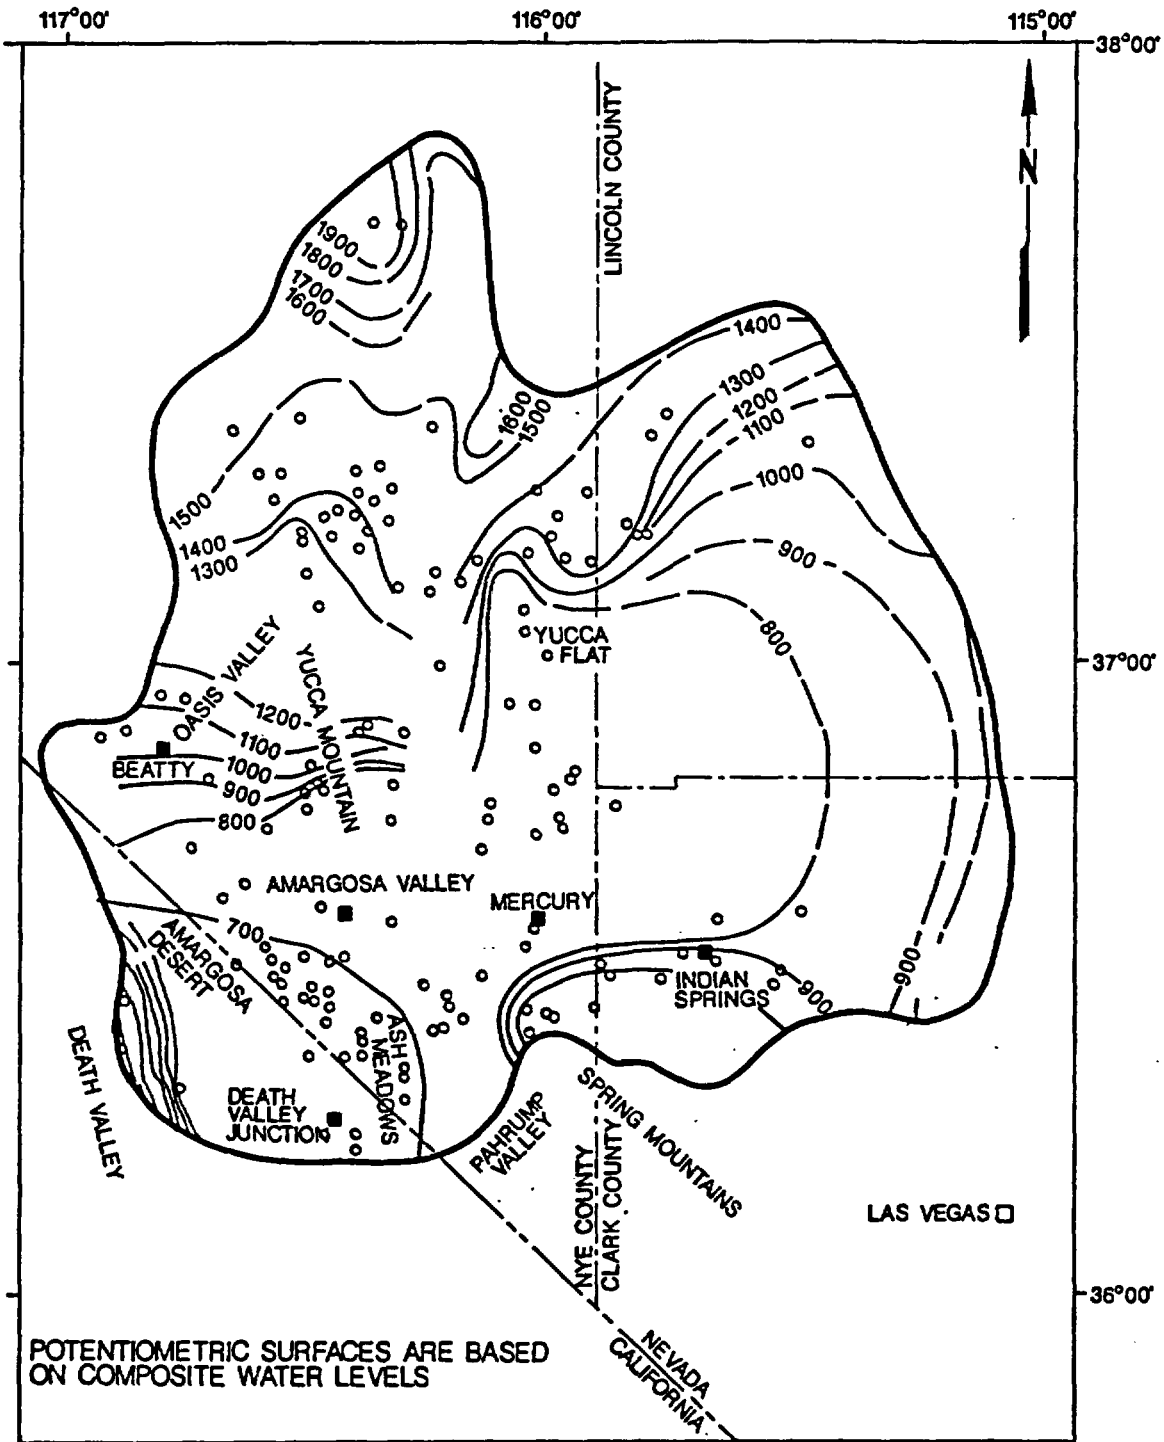 117°00'
116°00'
115°00'
38°00'
LINCOLN COUNTY
N
1900
1800
1700
1600
1400
1300
1200
1100
1000
1600
1500
1500
1400
1300
900
800
OASIS VALLEY
YUCCA MOUNTAIN
YUCCA
FLAT
37°00'
1200
1100
1000
900
800
BEATTY
AMARGOSA VALLEY
MERCURY
700
AMARGOSA
DESERT
INDIAN
SPRINGS
900
900
ASH
MEADOWS
DEATH VALLEY
DEATH
VALLEY
JUNCTION
PAHRUMP
VALLEY
SPRING MOUNTAINS
NYE COUNTY
CLARK COUNTY
LAS VEGAS
36°00'
NEVADA
CALIFORNIA
POTENTIOMETRIC SURFACES ARE BASED
ON COMPOSITE WATER LEVELS